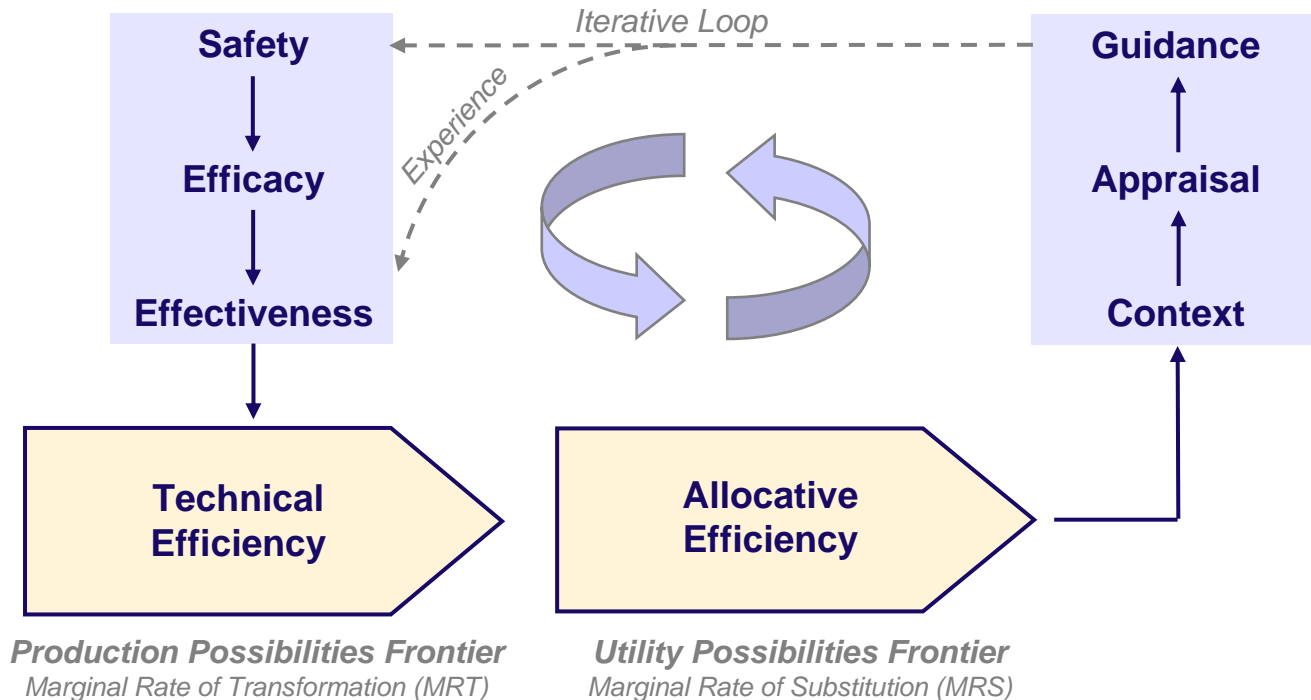 Iterative Loop
Safety
Guidance
Experience
Efficacy
Appraisal
Effectiveness
Context
Technical
Efficiency
Allocative
Efficiency
Production Possibilities Frontier
Marginal Rate of Transformation (MRT)
Utility Possibilities Frontier
Marginal Rate of Substitution (MRS)